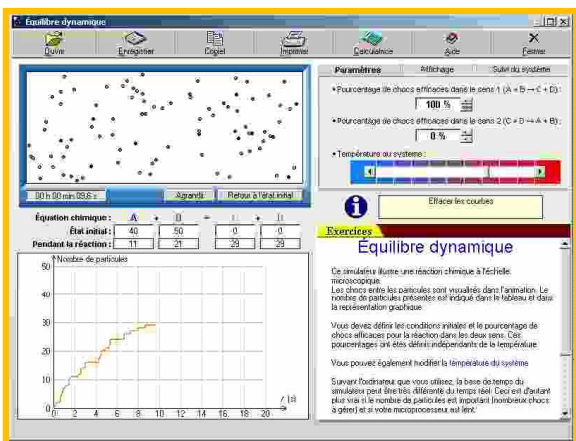 Équilibre dynamique
Ouvrir Enregistrer Copier Imprimer Calculatrice Aide Fermer
Paramètres Affichage Suivi du système
Pourcentage de chocs efficaces dans le sens 1 (A + B → C + D) :
100 %
Pourcentage de chocs efficaces dans le sens 2 (C + D → A + B) :
0 %
Température du système :
00 h 00 min 09,6 s Agrandir Retour à l'état initial
Effacer les courbes
Équation chimique : A + B = C + D
État initial : 40 50 0 0
Pendant la réaction : 11 21 29 29
Exercices
Équilibre dynamique
Ce simulateur illustre une réaction chimique à l'échelle
microscopique.
Les chocs entre les particules sont visualisés dans l'animation. Le
nombre de particules présentes est indiqué dans le tableau et dans
la représentation graphique
Vous devez définir les conditions initiales et le pourcentage de
chocs efficaces pour la réaction dans les deux sens. Ces
pourcentages ont été définis indépendants de la température
Vous pouvez également modifier la température du système
Suivant l'ordinateur que vous utilisez, la base de temps du
simulateur peut être très différente du temps réel. Ceci est d'autant
plus vrai si le nombre de particules est important (nombreux chocs
à gérer) et si votre microprocesseur est lent.
Nombre de particules
50
40
30
20
10
0
0 2 4 6 8 10 12 14 16 18 20
t (s)